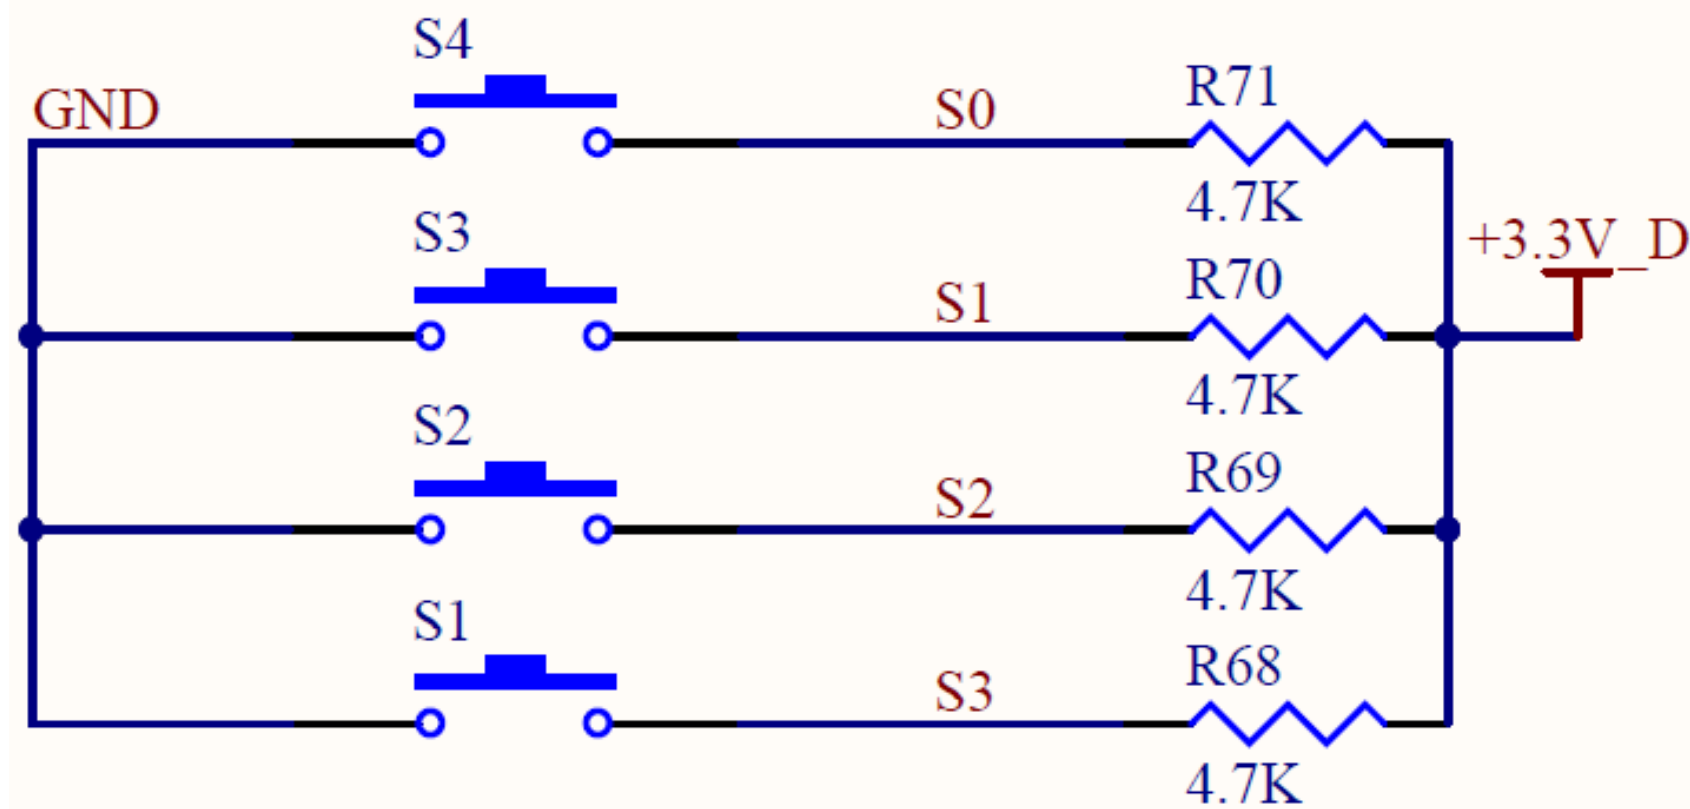 S4
GND
S0
R71
4.7K
S3
S1
R70
4.7K
+3.3V_D
S2
S2
R69
4.7K
S1
S3
R68
4.7K